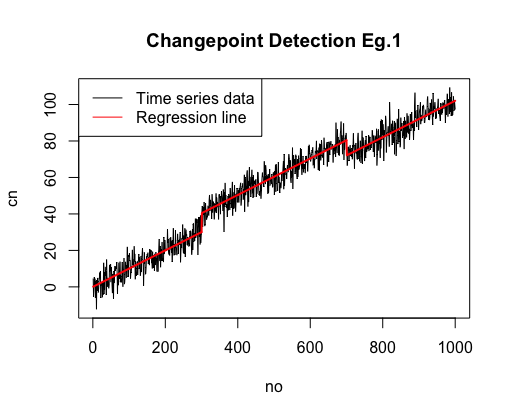 Changepoint Detection Eg.1
Time series data
Regression line
cn
100
80
60
40
20
0
0 200 400 600 800 1000
no